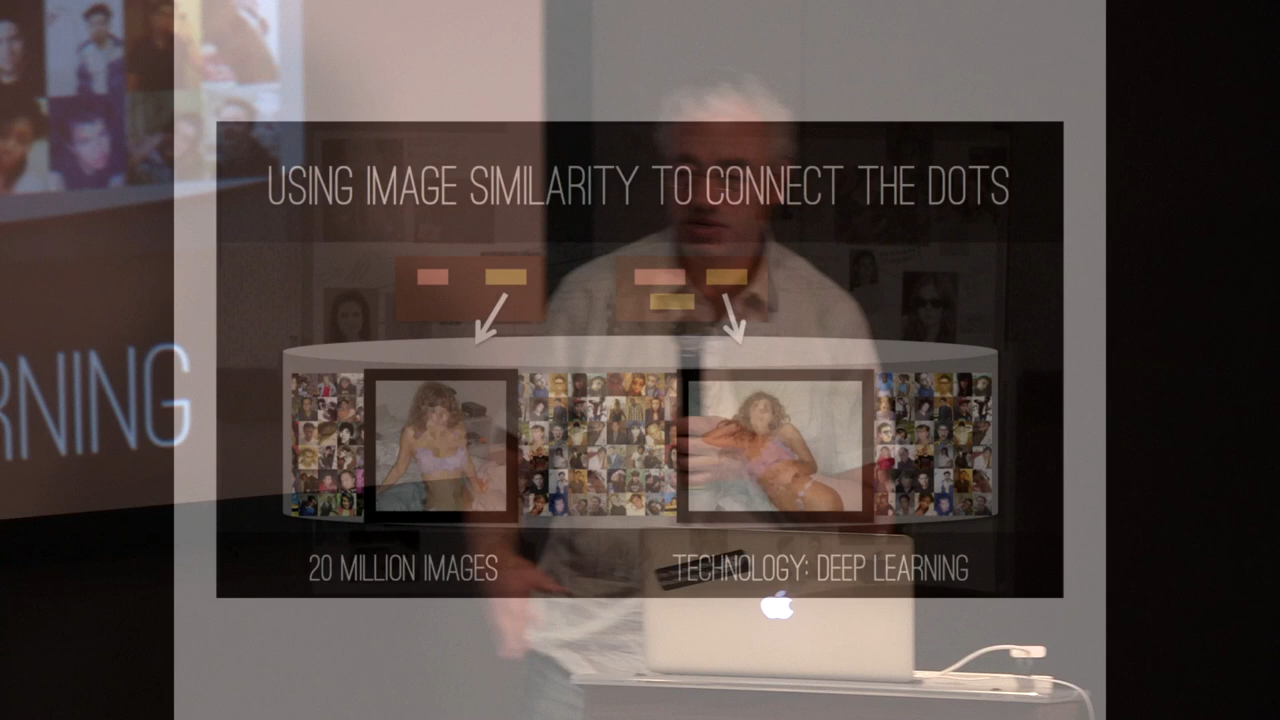 USING IMAGE SIMILARITY TO CONNECT THE DOTS
RNING
20 MILLION IMAGES
TECHNOLOGY: DEEP LEARNING